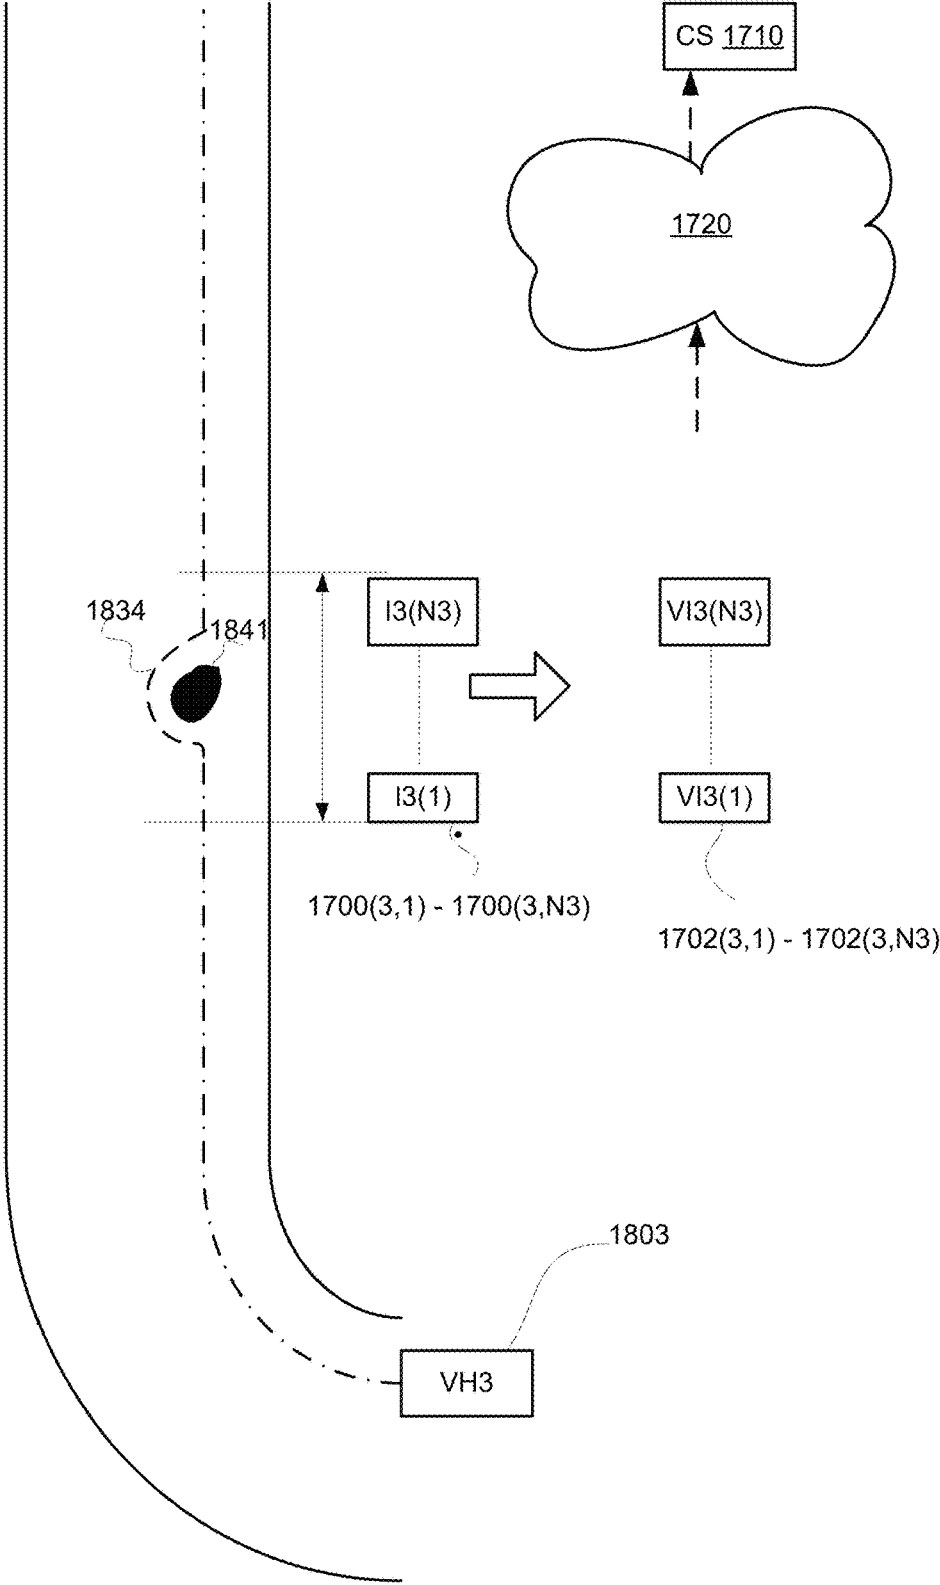 CS 1710
1720
1834
1841
I3(N3)
VI3(N3)
I3(1)
VI3(1)
1700(3,1) - 1700(3,N3)
1702(3,1) - 1702(3,N3)
1803
VH3